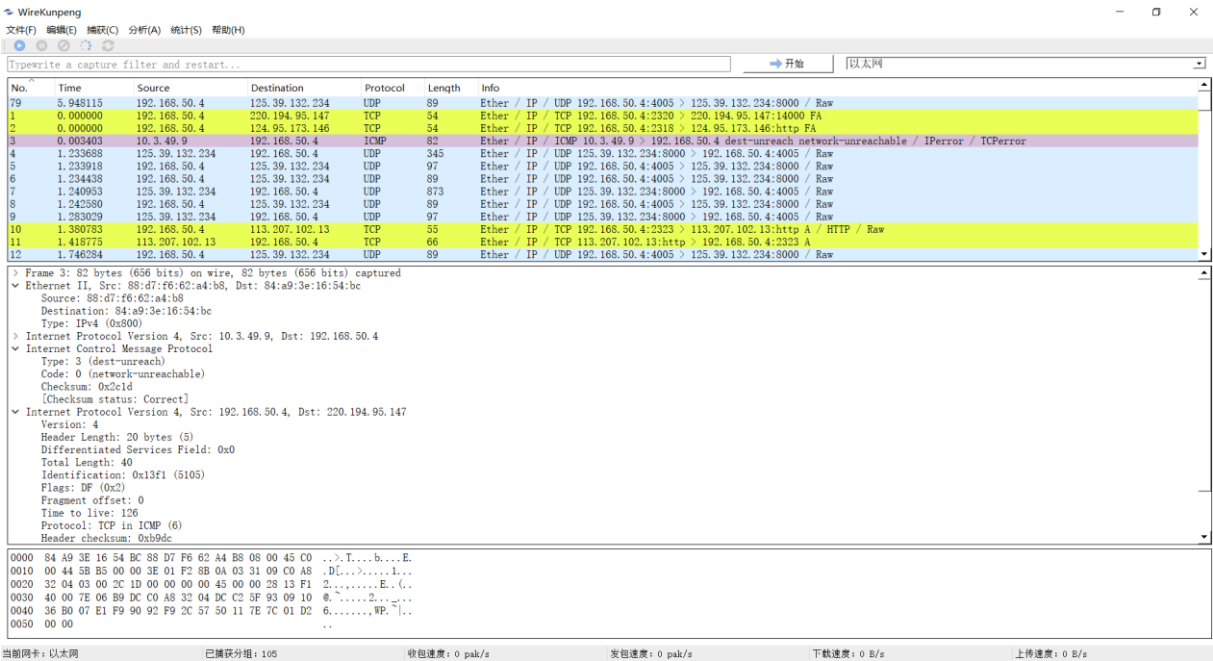 WireKunpeng
文件(F) 编辑(E) 捕获(C) 分析(A) 统计(S) 帮助(H)
Typewrite a capture filter and restart... 开始 以太网
No. Time Source Destination Protocol Length Info
79 5.948115 192.168.50.4 125.39.132.234 UDP 89 Ether / IP / UDP 192.168.50.4:4005 > 125.39.132.234:8000 / Raw
1 0.000000 192.168.50.4 220.194.95.147 TCP 54 Ether / IP / TCP 192.168.50.4:2320 > 220.194.95.147:14000 FA
2 0.000000 192.168.50.4 124.95.173.146 TCP 54 Ether / IP / TCP 192.168.50.4:2318 > 124.95.173.146:http FA
3 0.003403 10.3.49.9 192.168.50.4 ICMP 82 Ether / IP / ICMP 10.3.49.9 > 192.168.50.4 dest-unreach network-unreachable / IPerror / TCPerror
4 1.233688 125.39.132.234 192.168.50.4 UDP 345 Ether / IP / UDP 125.39.132.234:8000 > 192.168.50.4:4005 / Raw
5 1.233918 192.168.50.4 125.39.132.234 UDP 97 Ether / IP / UDP 192.168.50.4:4005 > 125.39.132.234:8000 / Raw
6 1.234438 192.168.50.4 125.39.132.234 UDP 89 Ether / IP / UDP 192.168.50.4:4005 > 125.39.132.234:8000 / Raw
7 1.240953 125.39.132.234 192.168.50.4 UDP 873 Ether / IP / UDP 125.39.132.234:8000 > 192.168.50.4:4005 / Raw
8 1.242580 192.168.50.4 125.39.132.234 UDP 89 Ether / IP / UDP 192.168.50.4:4005 > 125.39.132.234:8000 / Raw
9 1.283029 125.39.132.234 192.168.50.4 UDP 97 Ether / IP / UDP 125.39.132.234:8000 > 192.168.50.4:4005 / Raw
10 1.380783 192.168.50.4 113.207.102.13 TCP 55 Ether / IP / TCP 192.168.50.4:2323 > 113.207.102.13:http A / HTTP / Raw
11 1.418775 113.207.102.13 192.168.50.4 TCP 66 Ether / IP / TCP 113.207.102.13:http > 192.168.50.4:2323 A
12 1.746284 192.168.50.4 125.39.132.234 UDP 89 Ether / IP / UDP 192.168.50.4:4005 > 125.39.132.234:8000 / Raw
Frame 3: 82 bytes (656 bits) on wire, 82 bytes (656 bits) captured
Ethernet II, Src: 88:d7:f6:62:a4:b8, Dst: 84:a9:3e:16:54:bc
Source: 88:d7:f6:62:a4:b8
Destination: 84:a9:3e:16:54:bc
Type: IPv4 (0x800)
Internet Protocol Version 4, Src: 10.3.49.9, Dst: 192.168.50.4
Internet Control Message Protocol
Type: 3 (dest-unreach)
Code: 0 (network-unreachable)
Checksum: 0x2c1d
[Checksum status: Correct]
Internet Protocol Version 4, Src: 192.168.50.4, Dst: 220.194.95.147
Version: 4
Header Length: 20 bytes (5)
Differentiated Services Field: 0x0
Total Length: 40
Identification: 0x13f1 (5105)
Flags: DF (0x2)
Fragment offset: 0
Time to live: 126
Protocol: TCP in ICMP (6)
Header checksum: 0xb9dc
0000 84 A9 3E 16 54 BC 88 D7 F6 62 A4 B8 08 00 45 C0 ..>.T....b....E.
0010 00 44 5B B5 00 00 3E 01 F2 8B 0A 03 31 09 C0 A8 .D[...>.....1...
0020 32 04 03 00 2C 1D 00 00 00 00 45 00 00 28 13 F1 2...,.....E..(..
0030 40 00 7E 06 B9 DC C0 A8 32 04 DC C2 5F 93 09 10 @.~.....2..._...
0040 36 B0 07 E1 F9 90 92 F9 2C 57 50 11 7E 7C 01 D2 6.......,WP.~|..
0050 00 00 ..
当前网卡：以太网 已捕获分组：105 收包速度：0 pak/s 发包速度：0 pak/s 下载速度：0 B/s 上传速度：0 B/s